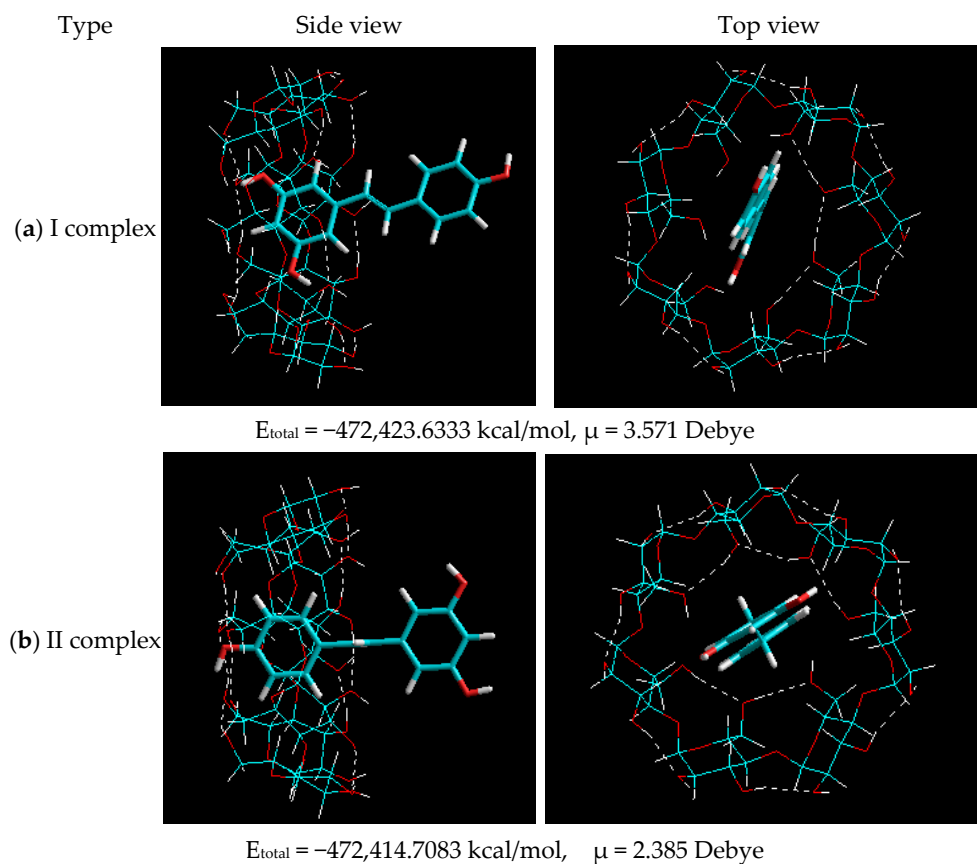 Type Side view Top view
(a) I complex
Etotal = −472,423.6333 kcal/mol, μ = 3.571 Debye
(b) II complex
Etotal = −472,414.7083 kcal/mol, μ = 2.385 Debye